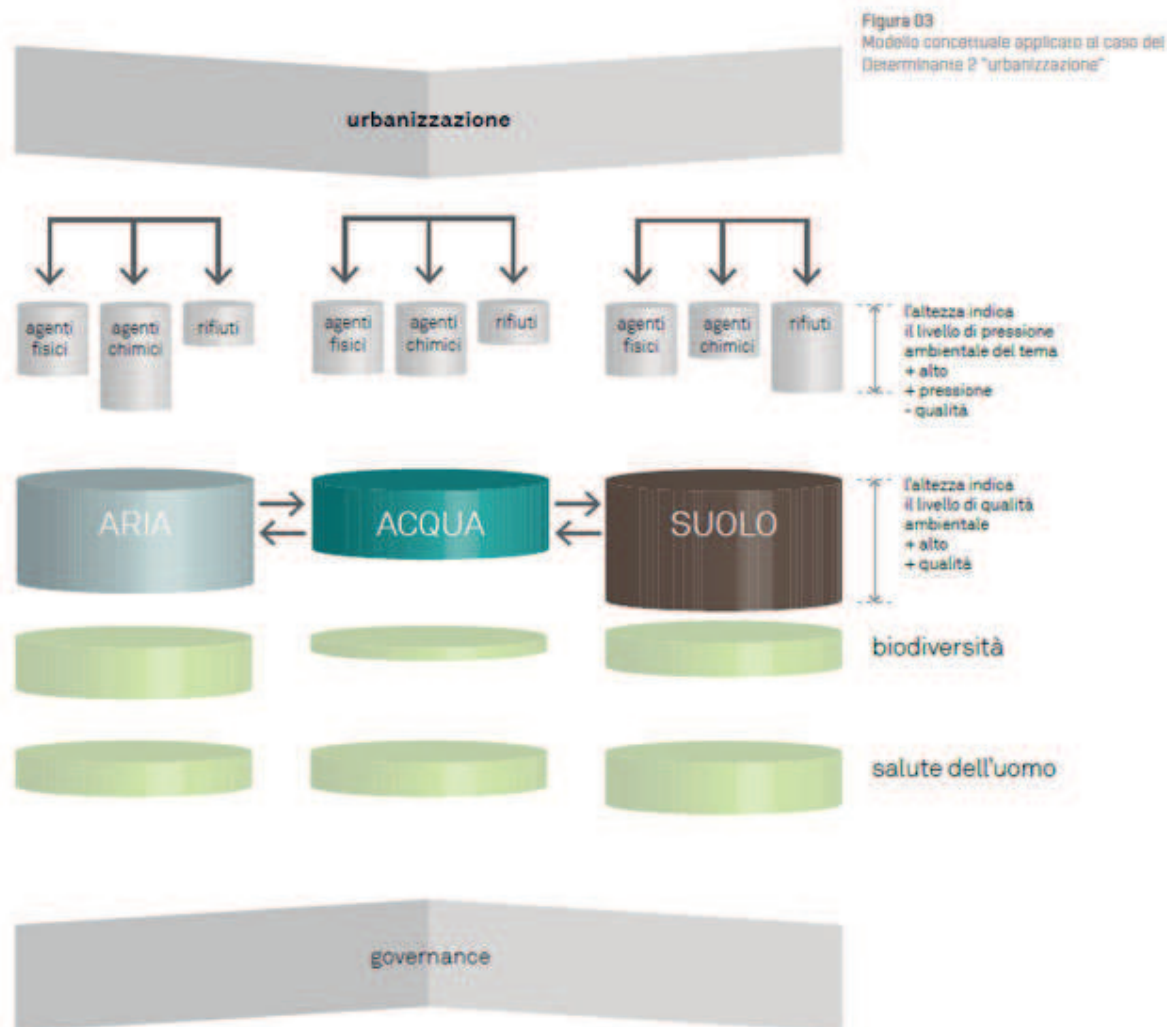 Figura 03
Modello concettuale applicato al caso del
Determinante 2 "urbanizzazione"
urbanizzazione
agenti
fisici
agenti
chimici
rifiuti
agenti
fisici
agenti
chimici
rifiuti
agenti
fisici
agenti
chimici
rifiuti
l'altezza indica
il livello di pressione
ambientale del tema
+ alto
+ pressione
- qualità
ARIA
ACQUA
SUOLO
l'altezza indica
il livello di qualità
ambientale
+ alto
+ qualità
biodiversità
salute dell'uomo
governance